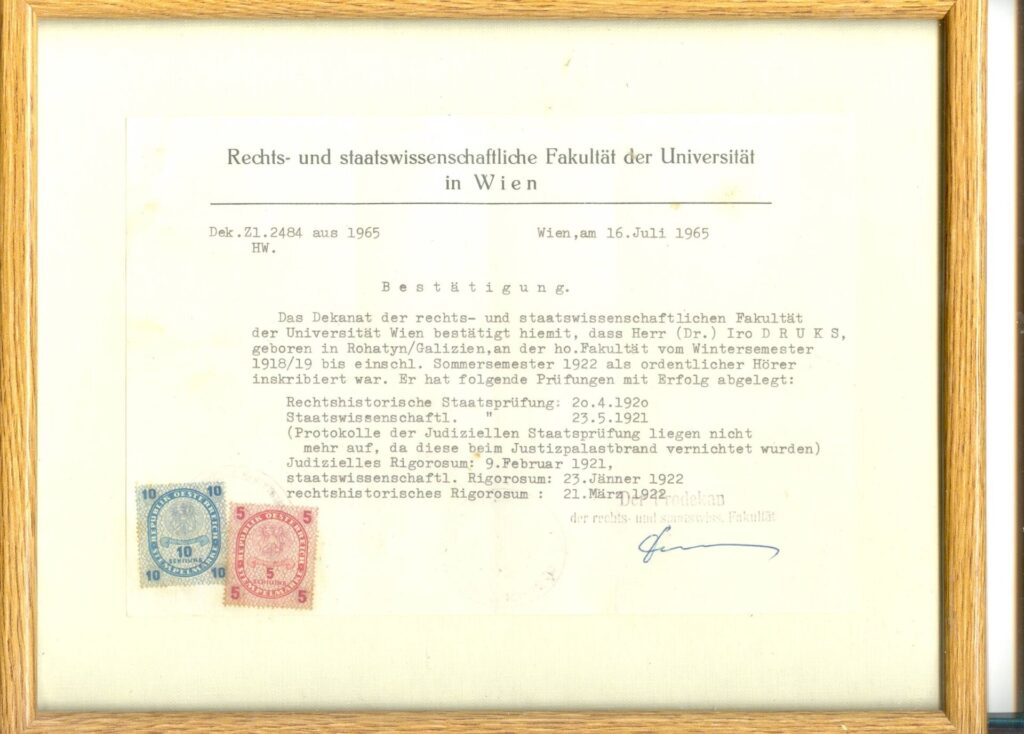 Rechts- und staatswissenschaftliche Fakultät der Universität
in Wien
Dek.Zl.2484 aus 1965 Wien,am 16.Juli 1965
HW.
B e s t ä t i g u n g.
Das Dekanat der rechts- und staatswissenschaftlichen Fakultät
der Universität Wien bestätigt hiemit, dass Herr (Dr.) Iro D R U K S,
geboren in Rohatyn/Galizien,an der ho.Fakultät vom Wintersemester
1918/19 bis einschl. Sommersemester 1922 als ordentlicher Hörer
inskribiert war. Er hat folgende Prüfungen mit Erfolg abgelegt:
Rechtshistorische Staatsprüfung: 2o.4.192o
Staatswissenschaftl. " 23.5.1921
(Protokolle der Judiziellen Staatsprüfung liegen nicht
mehr auf, da diese beim Justizpalastbrand vernichtet wurden)
Judizielles Rigorosum: 9.Februar 1921,
staatswissenschaftl. Rigorosum: 23.Jänner 1922
rechtshistorisches Rigorosum : 21.März 1922
Der Prodekan
der rechts- und staatswiss. Fakultät
10 10
REPUBLIK OESTERREICH
10
SCHILLING
STEMPELMARKE
10 10
5 5
REPUBLIK OESTERREICH
5
SCHILLING
STEMPELMARKE
5 5